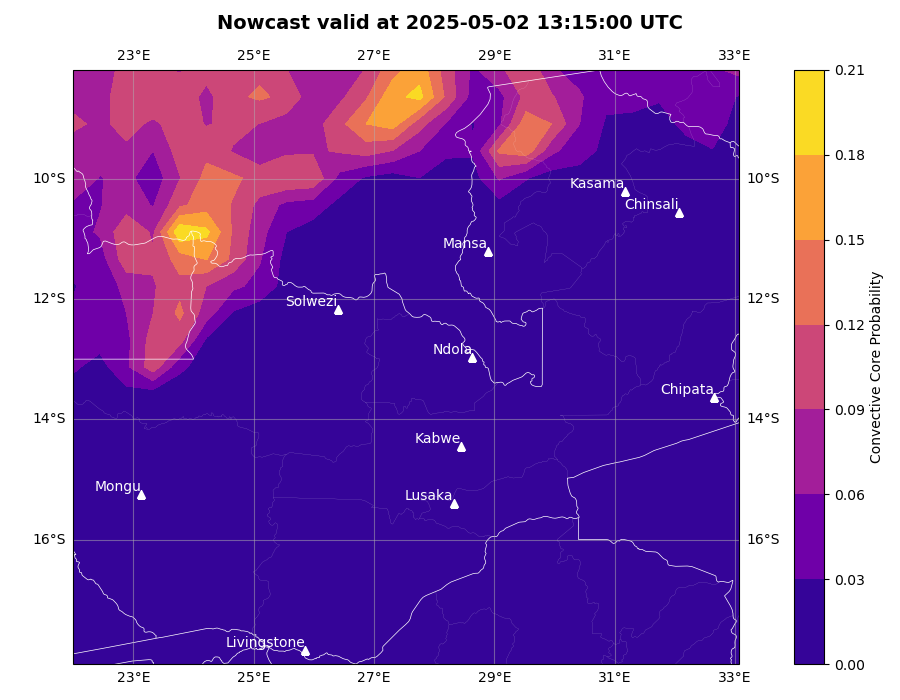 Nowcast valid at 2025-05-02 13:15:00 UTC
23°E 25°E 27°E 29°E 31°E 33°E
0.21
0.18
10°S Kasama 10°S
Chinsali
0.15
Mansa
12°S Solwezi 12°S
0.12
Ndola
Chipata
0.09
14°S 14°S
Kabwe
Mongu Lusaka
0.06
16°S 16°S
0.03
Livingstone
0.00
23°E 25°E 27°E 29°E 31°E 33°E
Convective Core Probability